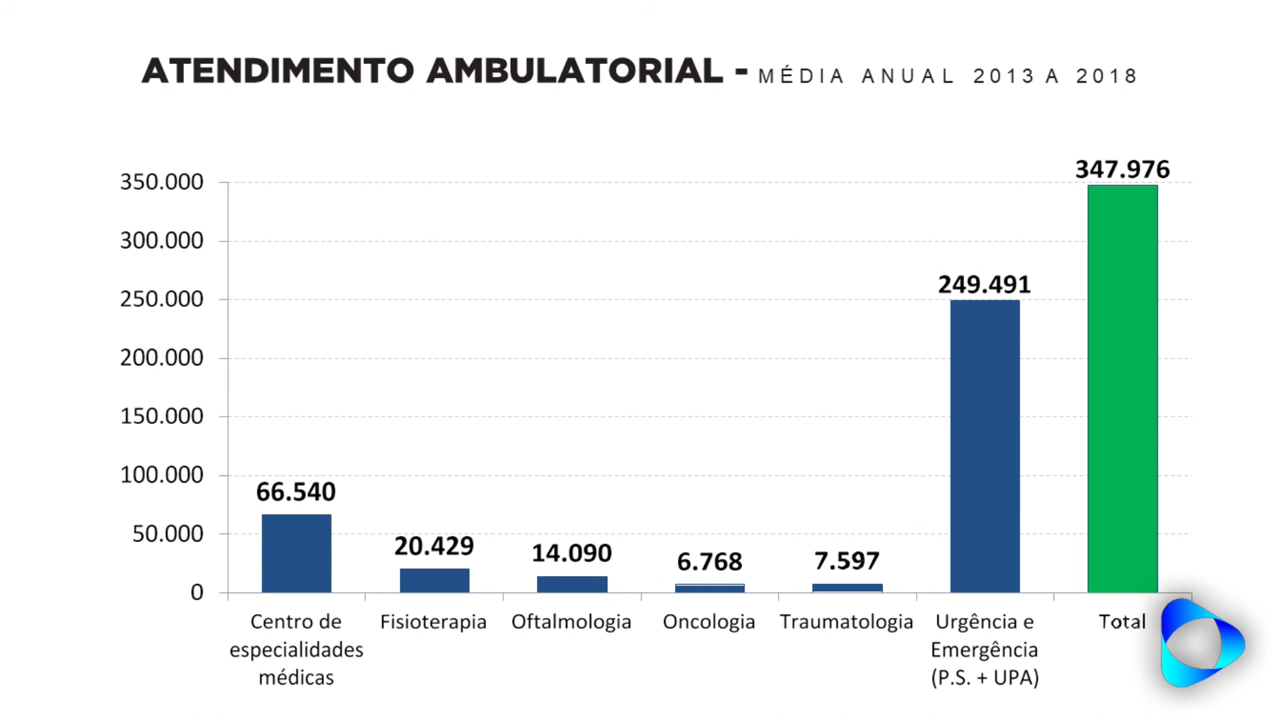 ATENDIMENTO AMBULATORIAL - MÉDIA ANUAL 2013 A 2018
350.000
300.000
250.000
200.000
150.000
100.000
50.000
0
66.540
20.429
14.090
6.768
7.597
249.491
347.976
Centro de
especialidades
médicas
Fisioterapia
Oftalmologia
Oncologia
Traumatologia
Urgência e
Emergência
(P.S. + UPA)
Total